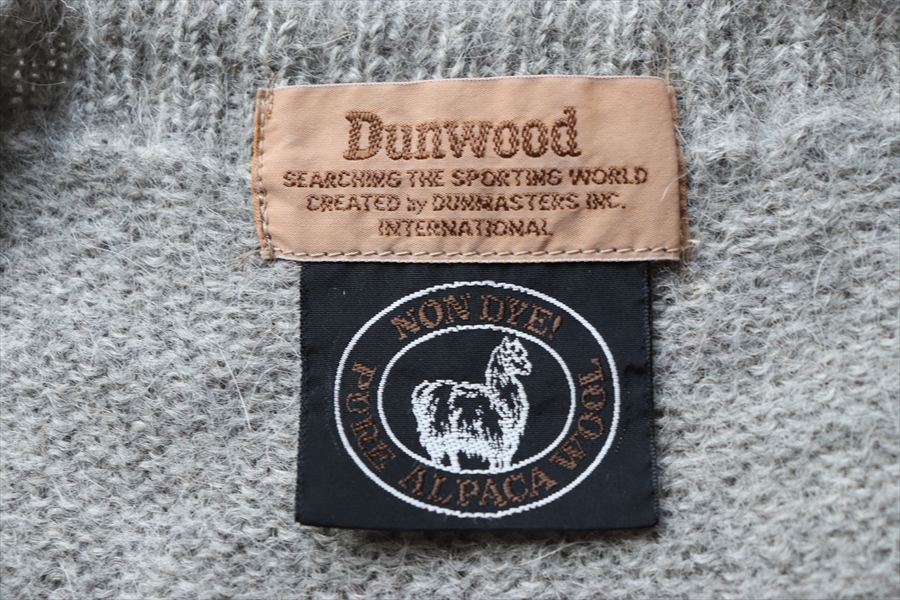 Dunwood
SEARCHING THE SPORTING WORLD
CREATED by DUNMASTERS INC.
INTERNATIONAL
NON DYE!
PURE ALPACA WOOL